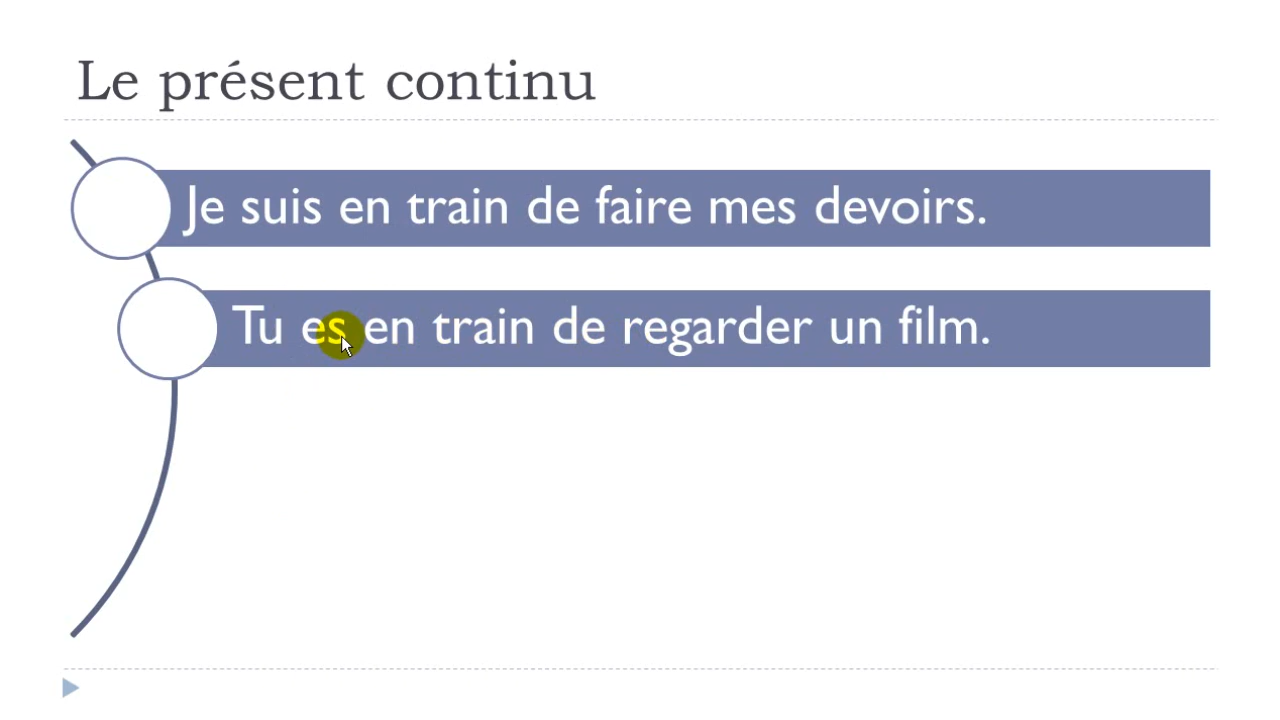 Le présent continu
Je suis en train de faire mes devoirs.
Tu es en train de regarder un film.